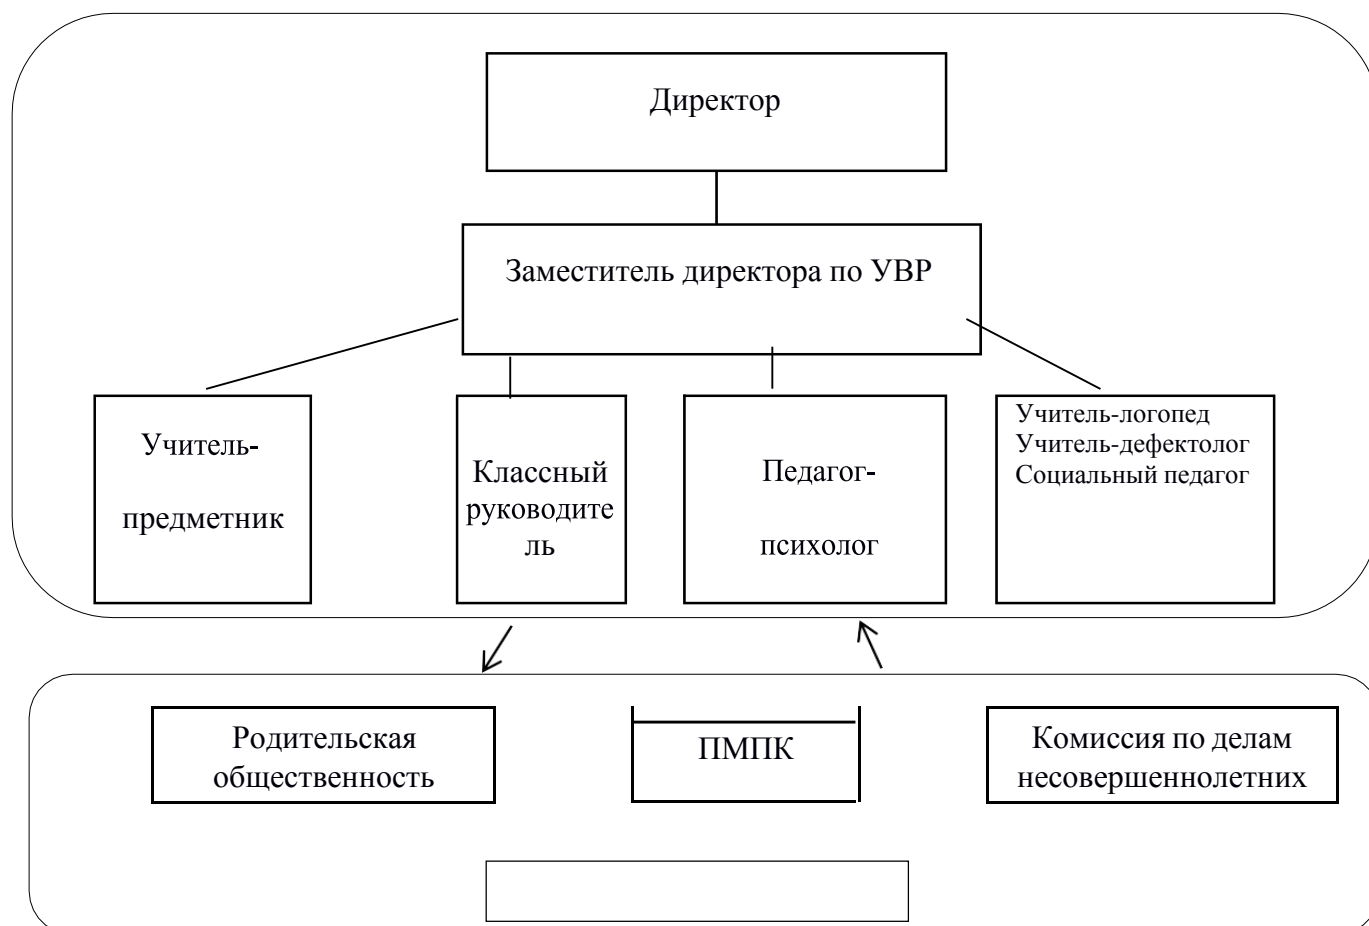 Директор
Заместитель директора по УВР
Учитель-
предметник
Классный
руководите
ль
Педагог-
психолог
Учитель-логопед
Учитель-дефектолог
Социальный педагог
Родительская
общественность
ПМПК
Комиссия по делам
несовершеннолетних